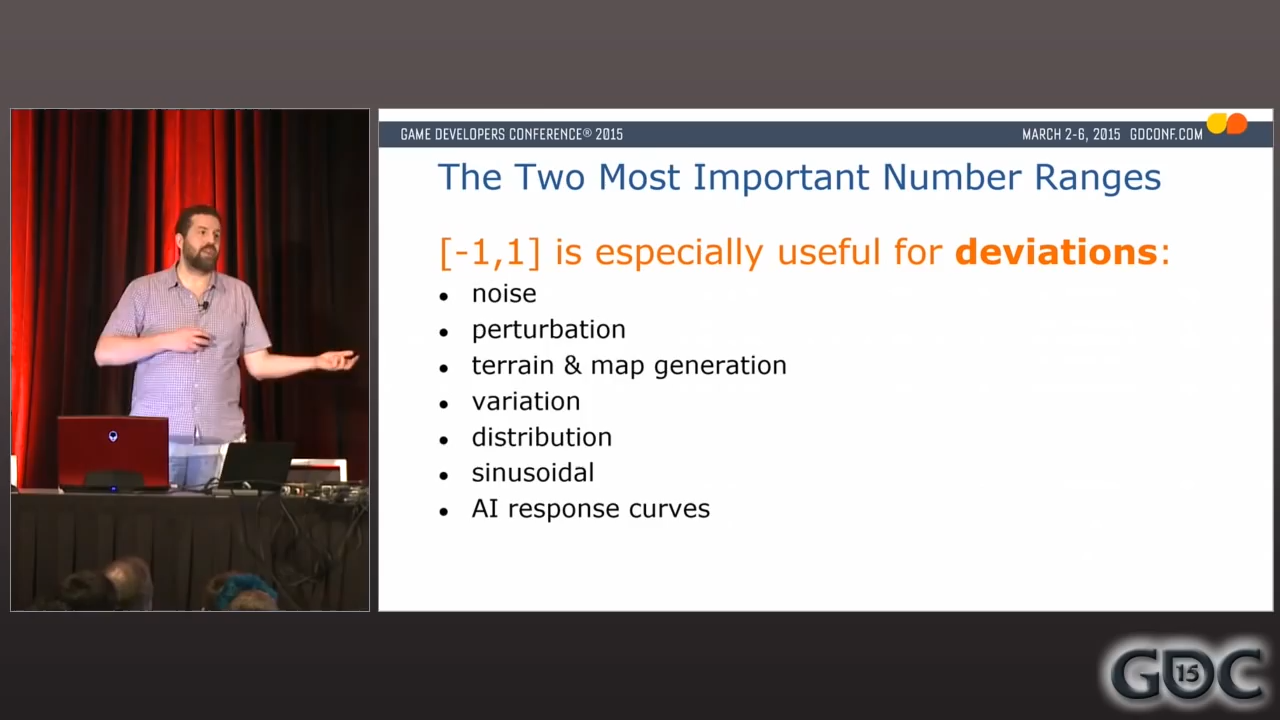 GAME DEVELOPERS CONFERENCE® 2015
MARCH 2-6, 2015 GDCONF.COM
The Two Most Important Number Ranges
[-1,1] is especially useful for deviations:
• noise
• perturbation
• terrain & map generation
• variation
• distribution
• sinusoidal
• AI response curves
GDC
15